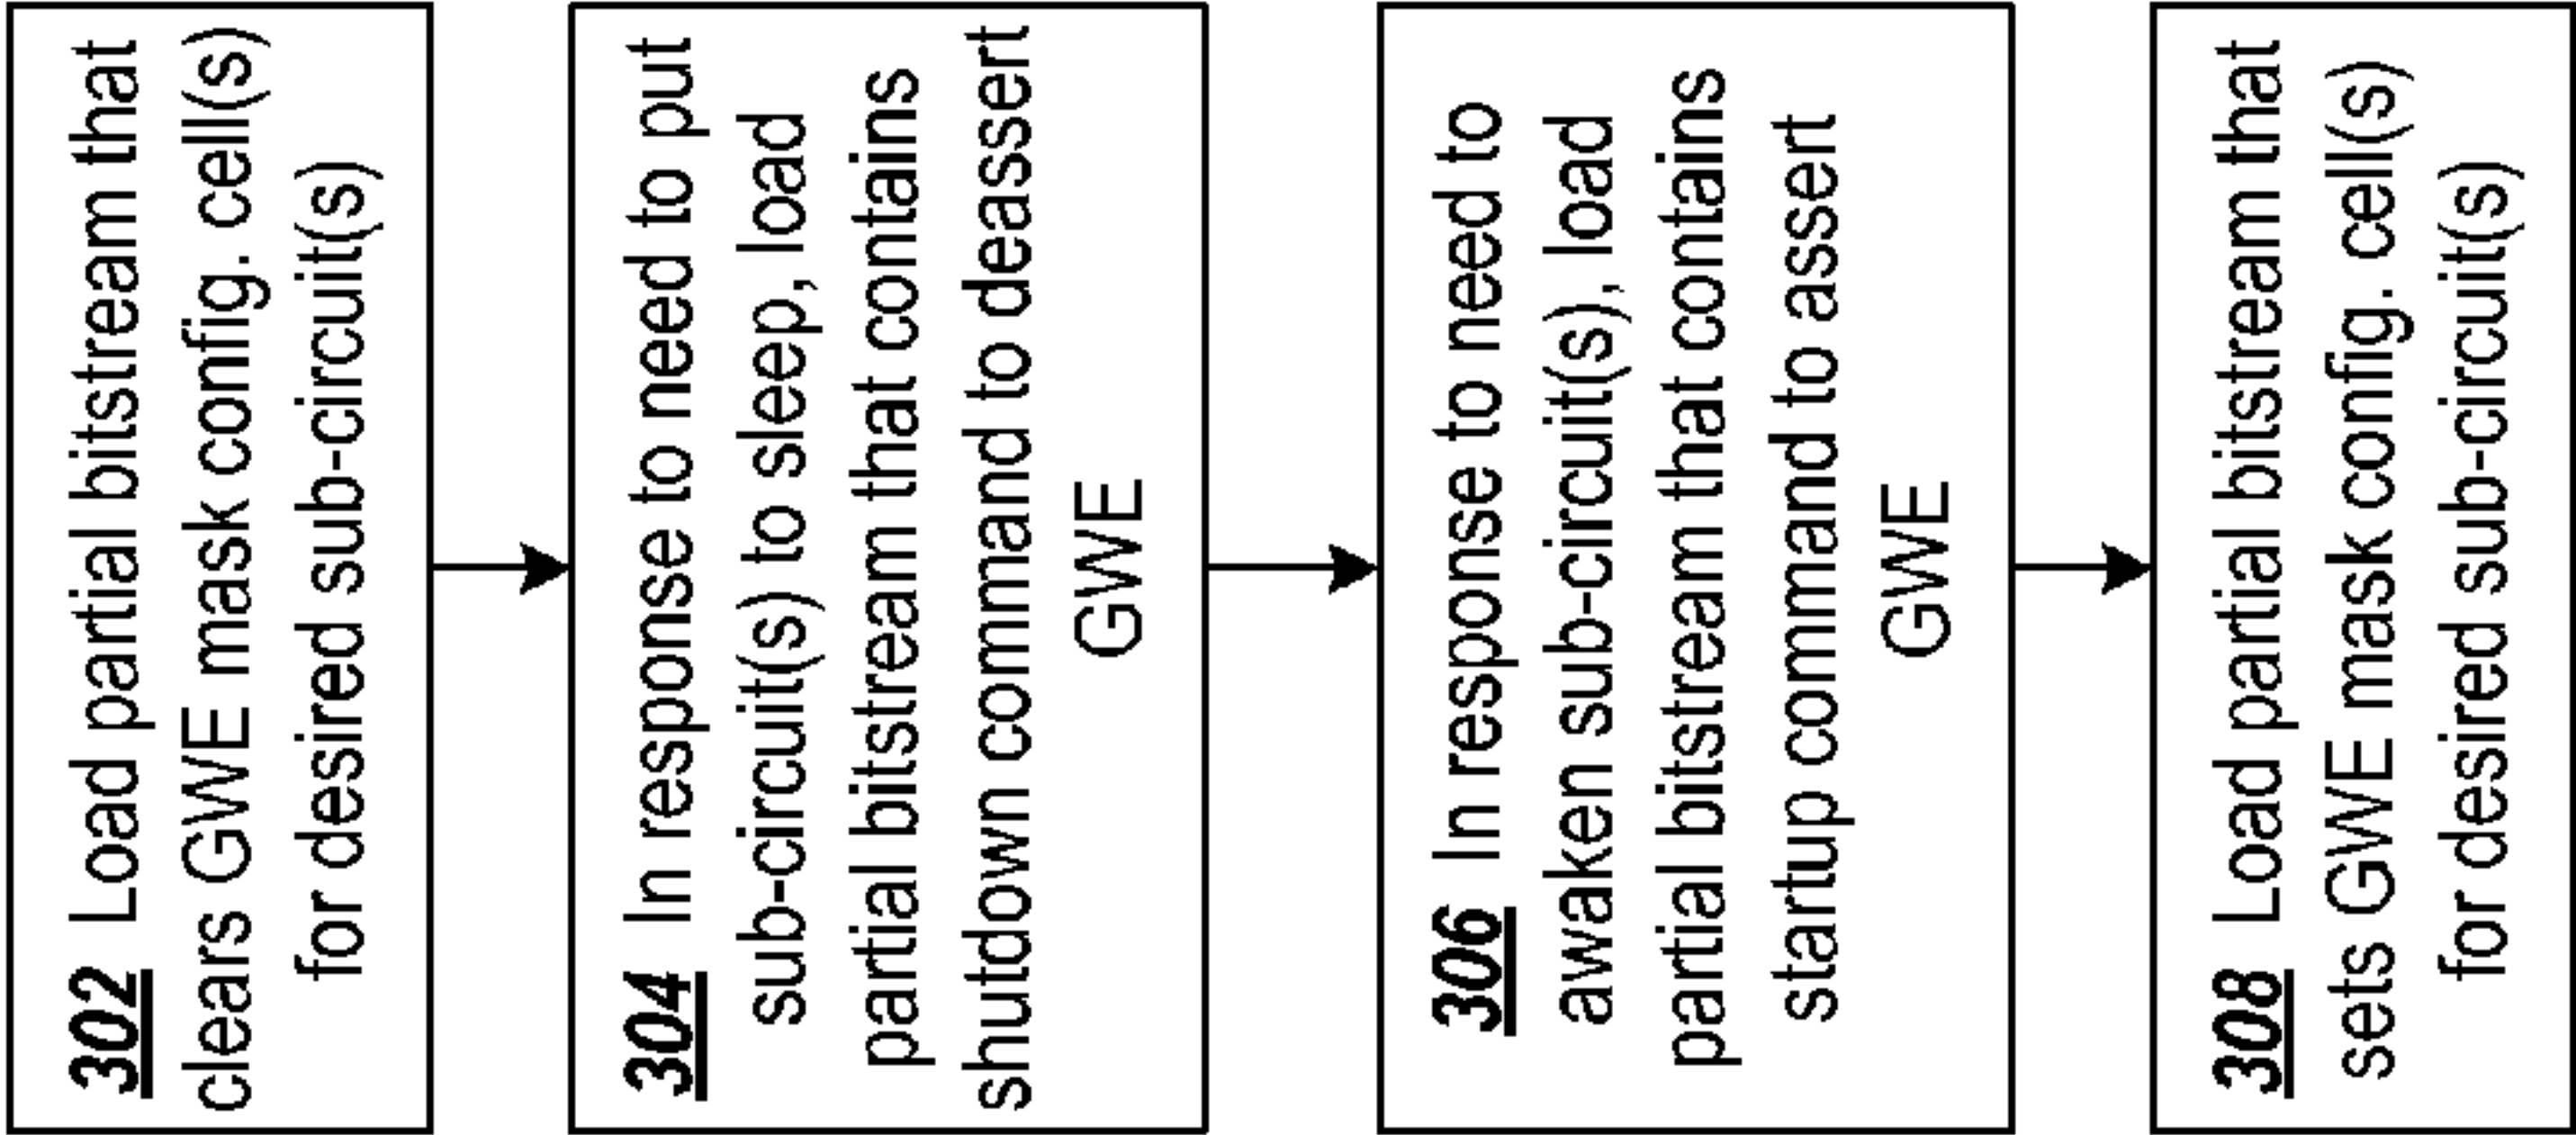 302 Load partial bitstream that
clears GWE mask config. cell(s)
for desired sub-circuit(s)
304 In response to need to put
sub-circuit(s) to sleep, load
partial bitstream that contains
shutdown command to deassert
GWE
306 In response to need to
awaken sub-circuit(s), load
partial bitstream that contains
startup command to assert
GWE
308 Load partial bitstream that
sets GWE mask config. cell(s)
for desired sub-circuit(s)